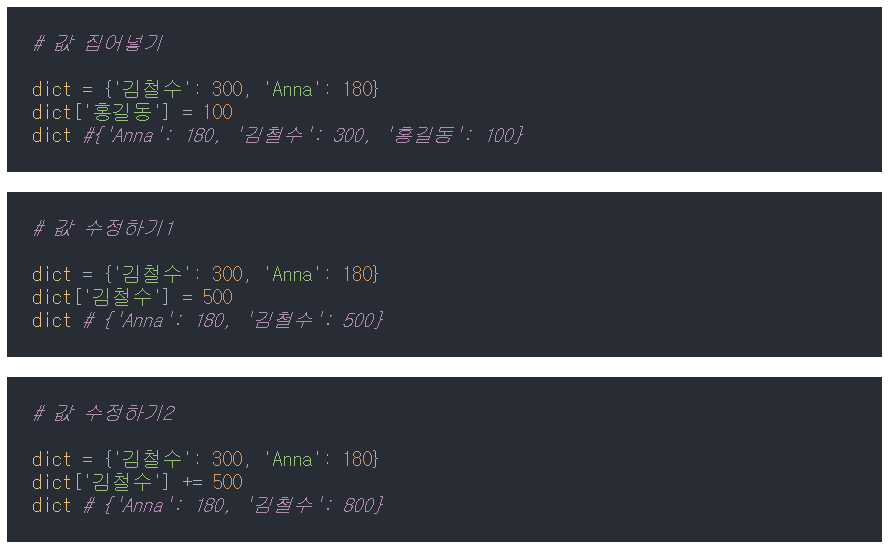 # 값 집어넣기
dict = {'김철수': 300, 'Anna': 180}
dict['홍길동'] = 100
dict #{'Anna': 180, '김철수': 300, '홍길동': 100}
# 값 수정하기1
dict = {'김철수': 300, 'Anna': 180}
dict['김철수'] = 500
dict # {'Anna': 180, '김철수': 500}
# 값 수정하기2
dict = {'김철수': 300, 'Anna': 180}
dict['김철수'] += 500
dict # {'Anna': 180, '김철수': 800}